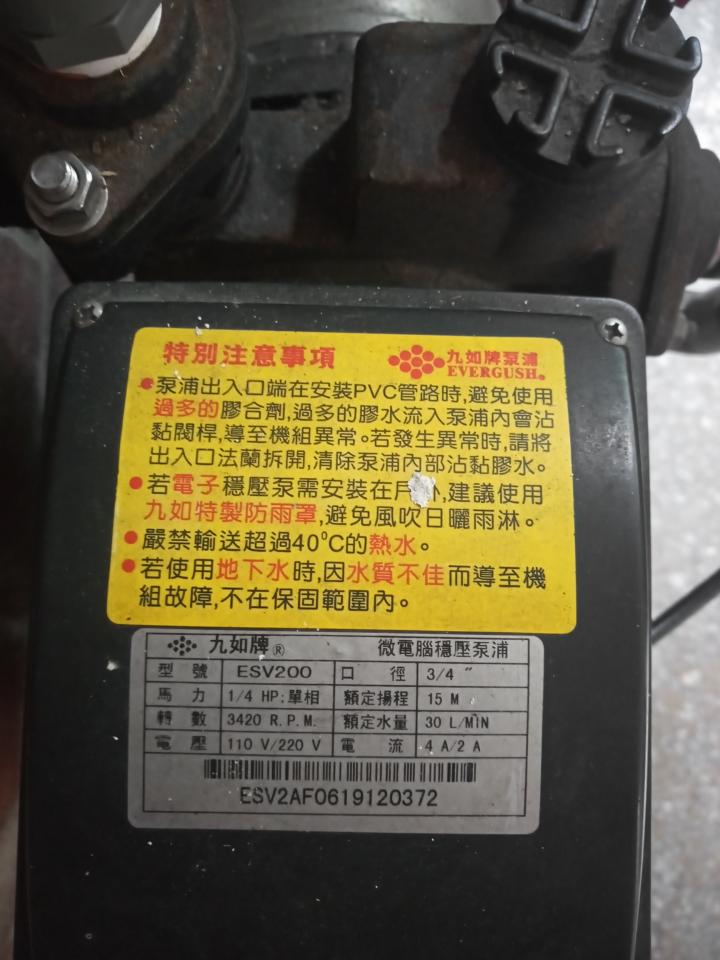 特別注意事項
九如牌泵浦
EVERGUSH®
泵浦出入口端在安裝PVC管路時,避免使用
過多的膠合劑,過多的膠水流入泵浦內會沾
黏閥桿,導至機組異常。若發生異常時,請將
出入口法蘭拆開,清除泵浦內部沾黏膠水。
若電子穩壓泵需安裝在戶外,建議使用
九如特製防雨罩,避免風吹日曬雨淋。
嚴禁輸送超過40°C的熱水。
若使用地下水時,因水質不佳而導至機
組故障,不在保固範圍內。
九如牌® 微電腦穩壓泵浦
型號 ESV200 口徑 3/4 "
馬力 1/4 HP:單相 額定揚程 15 M
轉數 3420 R.P.M. 額定水量 30 L/MIN
電壓 110 V/220 V 電流 4 A/2 A
ESV2AF0619120372